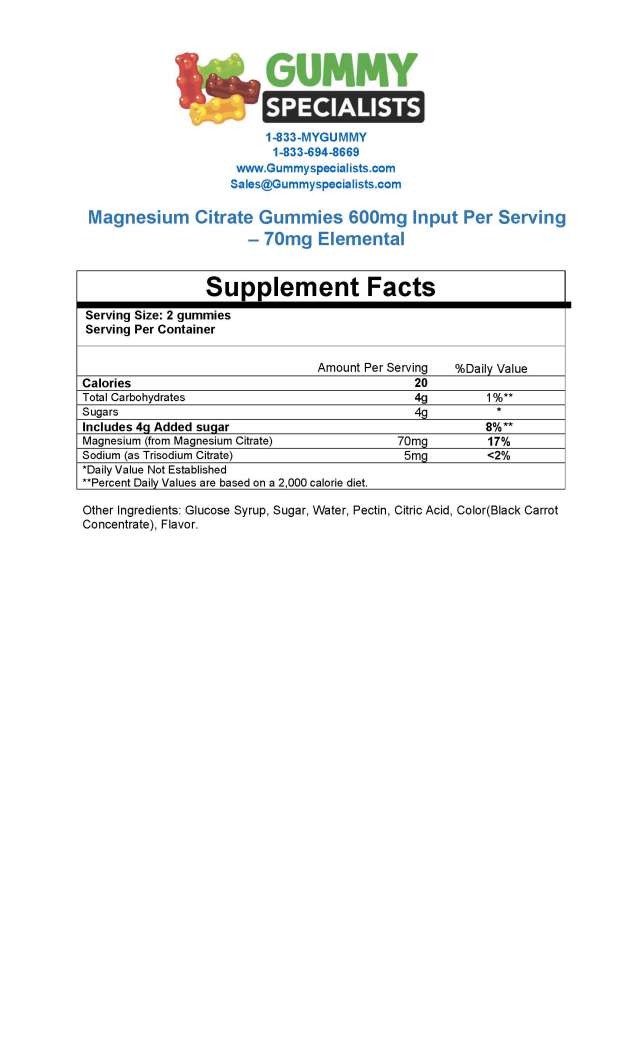 GUMMY
SPECIALISTS
1-833-MYGUMMY
1-833-694-8669
www.Gummyspecialists.com
Sales@Gummyspecialists.com
Magnesium Citrate Gummies 600mg Input Per Serving
– 70mg Elemental
Supplement Facts
Serving Size: 2 gummies
Serving Per Container
Amount Per Serving %Daily Value
Calories 20
Total Carbohydrates 4g 1%**
Sugars 4g *
Includes 4g Added sugar 8%**
Magnesium (from Magnesium Citrate) 70mg 17%
Sodium (as Trisodium Citrate) 5mg <2%
*Daily Value Not Established
**Percent Daily Values are based on a 2,000 calorie diet.
Other Ingredients: Glucose Syrup, Sugar, Water, Pectin, Citric Acid, Color(Black Carrot
Concentrate), Flavor.